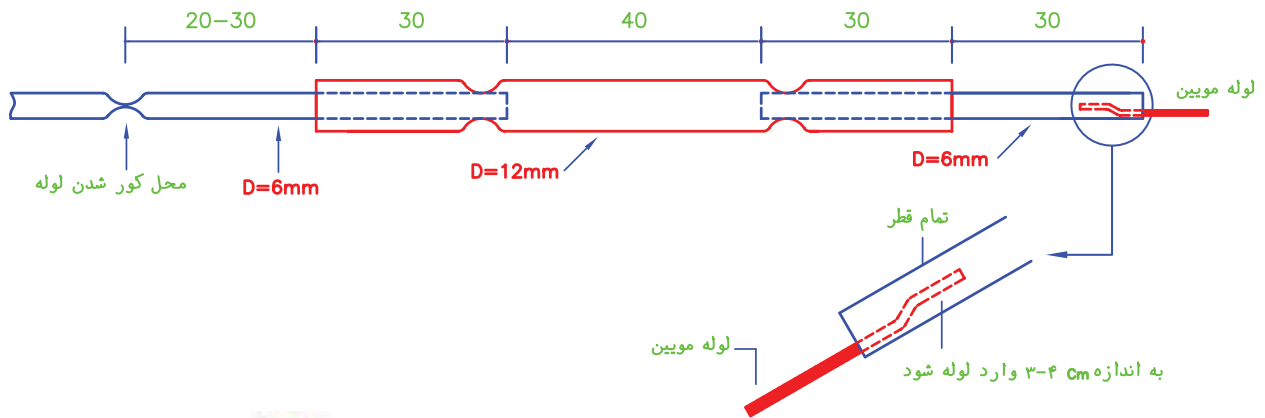 20-30
30
40
30
30
لوله مویین
D=6mm
D=12mm
D=6mm
محل کور شدن لوله
تمام قطر
لوله مویین
به اندازه ۳-۴ cm وارد لوله شود